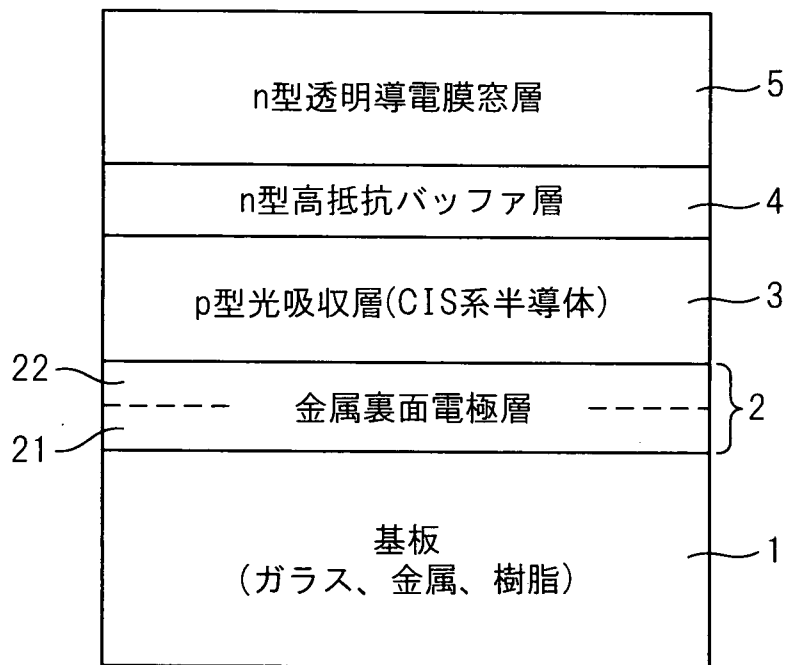 n型透明導電膜窓層
5
n型高抵抗バッファ層
4
p型光吸収層(CIS系半導体)
3
22
金属裏面電極層
2
21
基板
(ガラス、金属、樹脂)
1